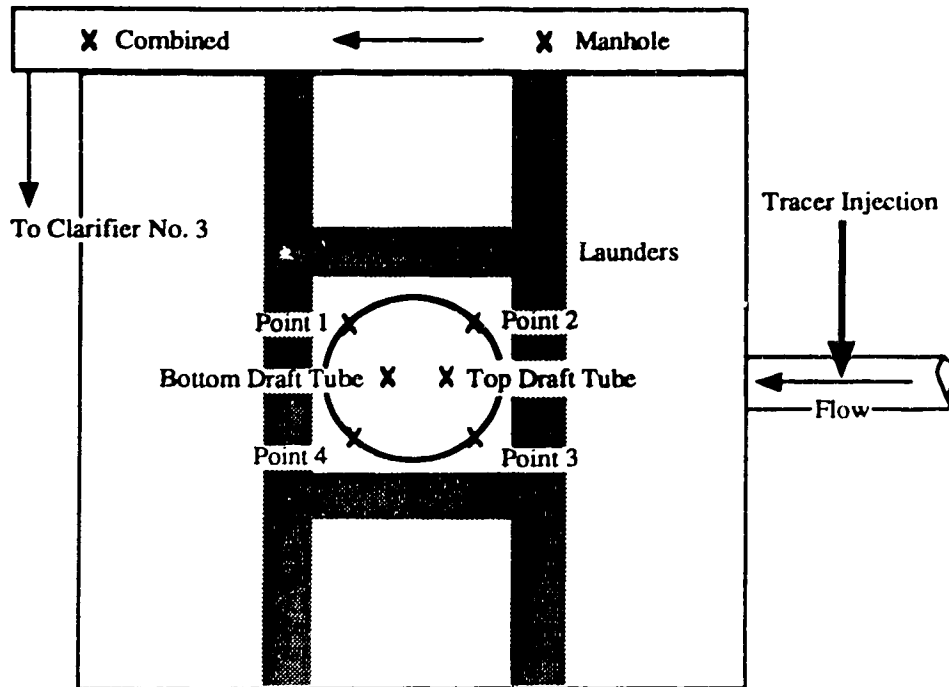 Combined
Manhole
To Clarifier No. 3
Tracer Injection
Launders
Point 1
Point 2
Bottom Draft Tube
Top Draft Tube
Flow
Point 4
Point 3